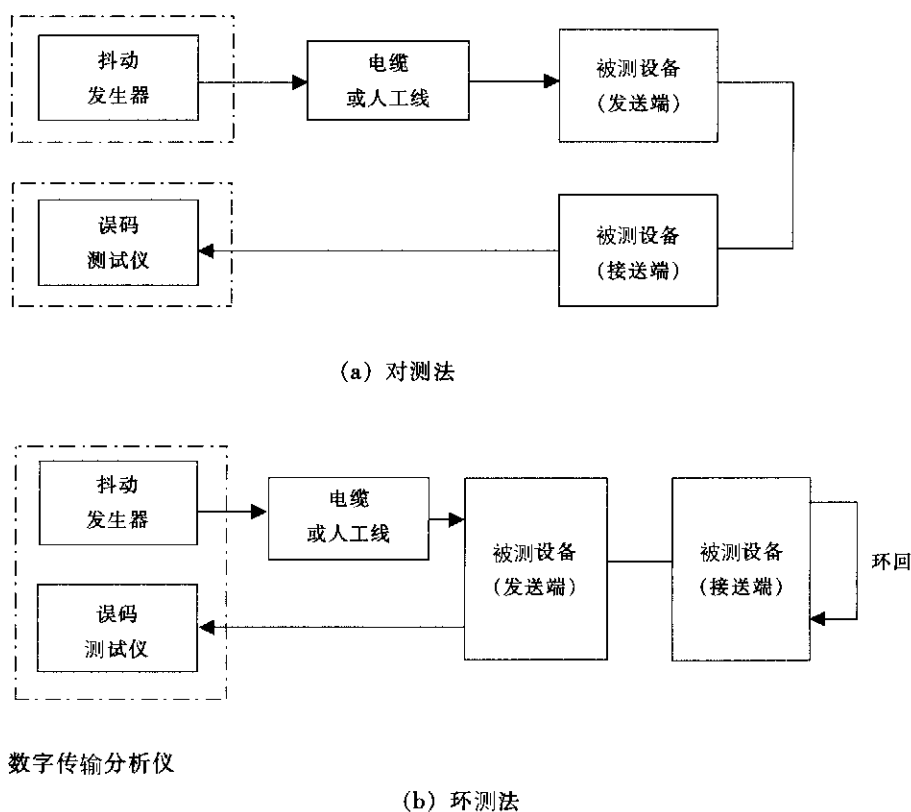 抖动
发生器
电缆
或人工线
被测设备
(发送端)
误码
测试仪
被测设备
(接送端)
(a) 对测法
抖动
发生器
电缆
或人工线
被测设备
(发送端)
被测设备
(接送端)
环回
误码
测试仪
数字传输分析仪
(b) 环测法